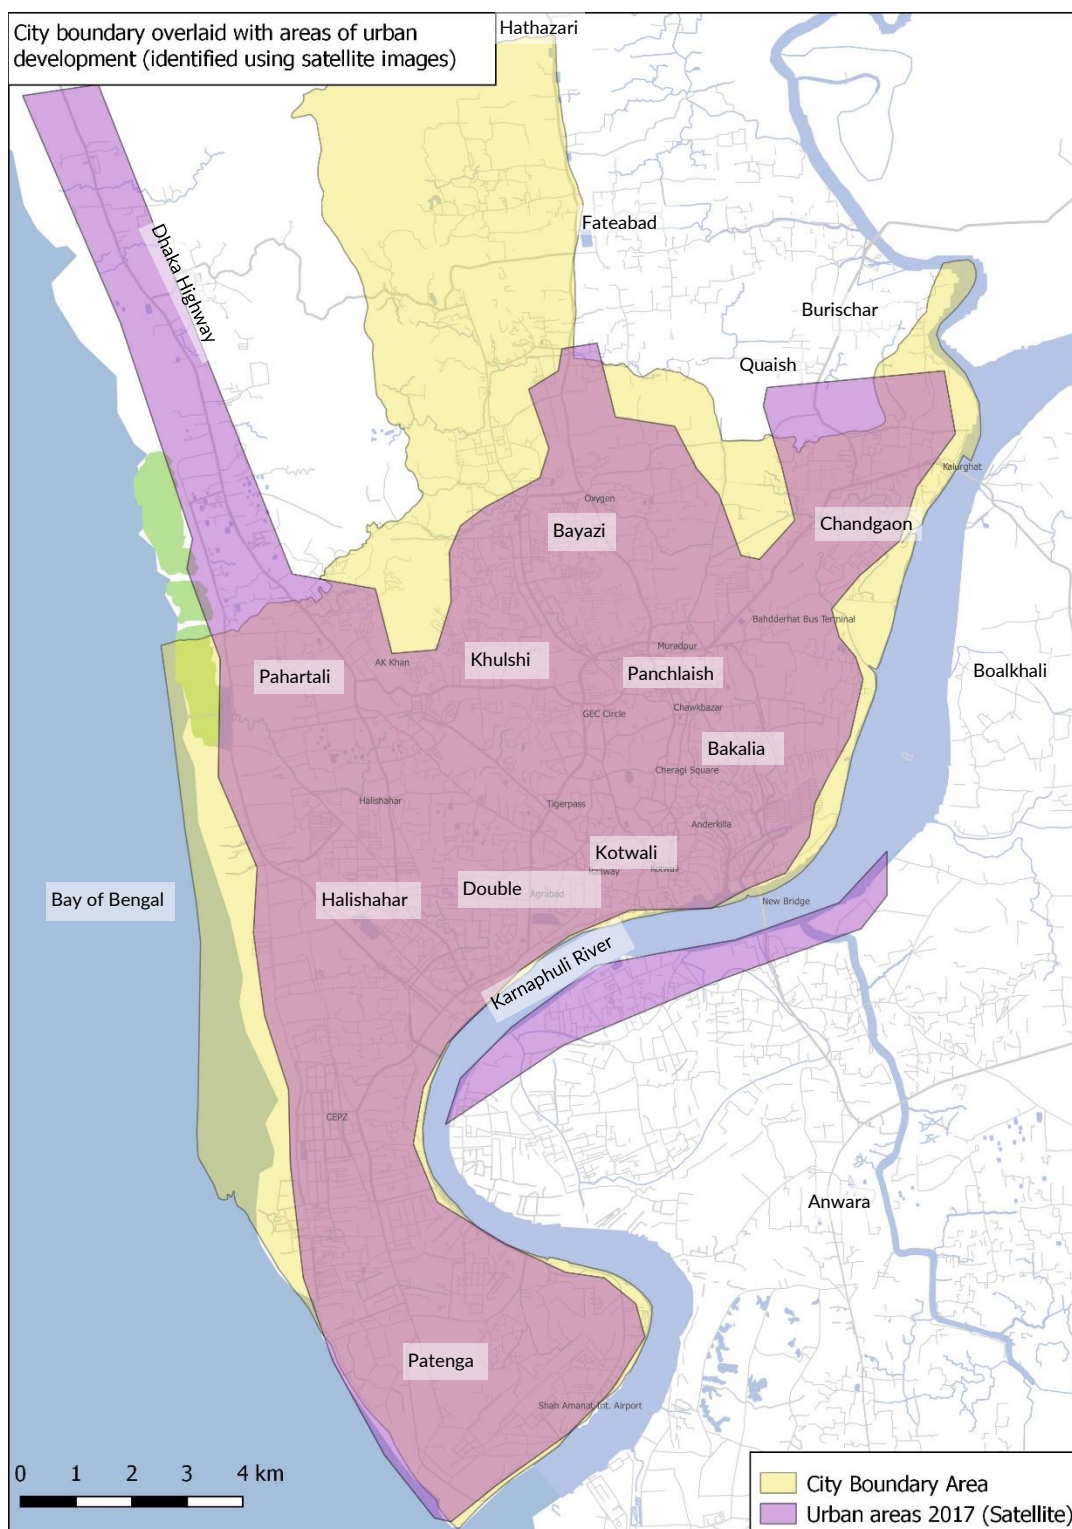 City boundary overlaid with areas of urban
development (identified using satellite images)
Hathazari
Fateabad
Dhaka Highway
Burischar
Quaish
Kalurghat
Oxygen
Bayazi
Chandgaon
Bahdderhat Bus Terminal
Muradpur
AK Khan
Khulshi
Panchlaish
Pahartali
Boalkhali
Chawkbazar
GEC Circle
Bakalia
Cheragi Square
Halishahar
Tigerpass
Anderkilla
Kotwali
Kotwali
Double
Agrabad
Bay of Bengal
Halishahar
New Bridge
Karnaphuli River
CEPZ
Anwara
Patenga
Shah Amanat Int. Airport
0 1 2 3 4 km
City Boundary Area
Urban areas 2017 (Satellite)